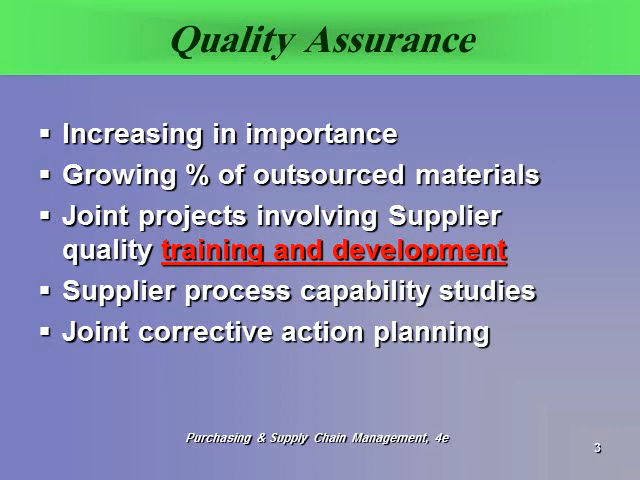 Quality Assurance
▪ Increasing in importance
▪ Growing % of outsourced materials
▪ Joint projects involving Supplier
quality training and development
▪ Supplier process capability studies
▪ Joint corrective action planning
Purchasing & Supply Chain Management, 4e
3